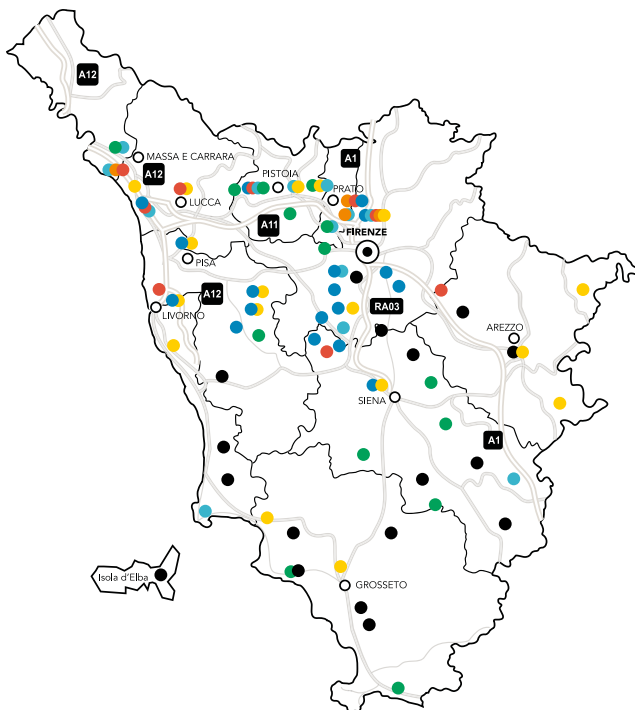 A12
MASSA E CARRARA
A12
PISTOIA
A1
PRATO
LUCCA
A11
FIRENZE
PISA
A12
LIVORNO
RA03
AREZZO
SIENA
A1
Isola d'Elba
GROSSETO